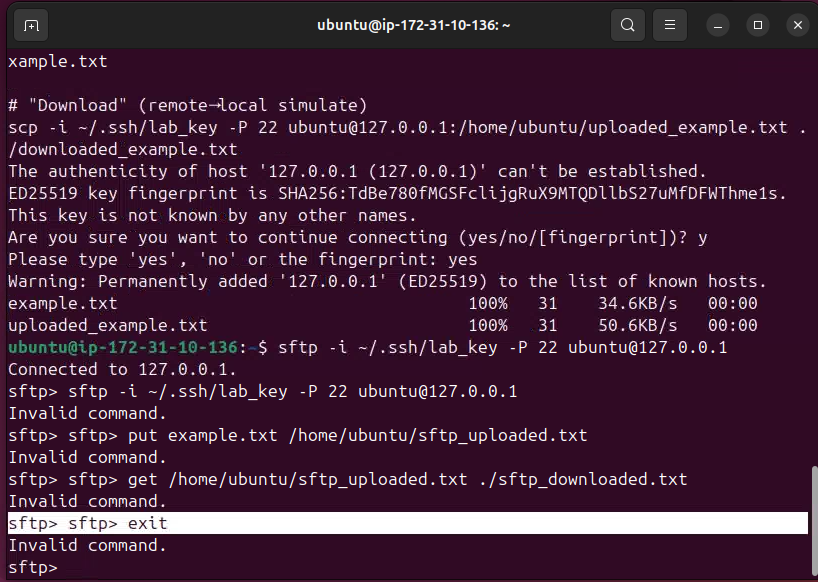 ubuntu@ip-172-31-10-136: ~
xample.txt
# "Download" (remote→local simulate)
scp -i ~/.ssh/lab_key -P 22 ubuntu@127.0.0.1:/home/ubuntu/uploaded_example.txt .
/downloaded_example.txt
The authenticity of host '127.0.0.1 (127.0.0.1)' can't be established.
ED25519 key fingerprint is SHA256:TdBe780fMGSFclijgRuX9MTQDllbS27uMfDFWThme1s.
This key is not known by any other names.
Are you sure you want to continue connecting (yes/no/[fingerprint])? y
Please type 'yes', 'no' or the fingerprint: yes
Warning: Permanently added '127.0.0.1' (ED25519) to the list of known hosts.
example.txt 100% 31 34.6KB/s 00:00
uploaded_example.txt 100% 31 50.6KB/s 00:00
ubuntu@ip-172-31-10-136:~$ sftp -i ~/.ssh/lab_key -P 22 ubuntu@127.0.0.1
Connected to 127.0.0.1.
sftp> sftp -i ~/.ssh/lab_key -P 22 ubuntu@127.0.0.1
Invalid command.
sftp> sftp> put example.txt /home/ubuntu/sftp_uploaded.txt
Invalid command.
sftp> sftp> get /home/ubuntu/sftp_uploaded.txt ./sftp_downloaded.txt
Invalid command.
sftp> sftp> exit
Invalid command.
sftp>